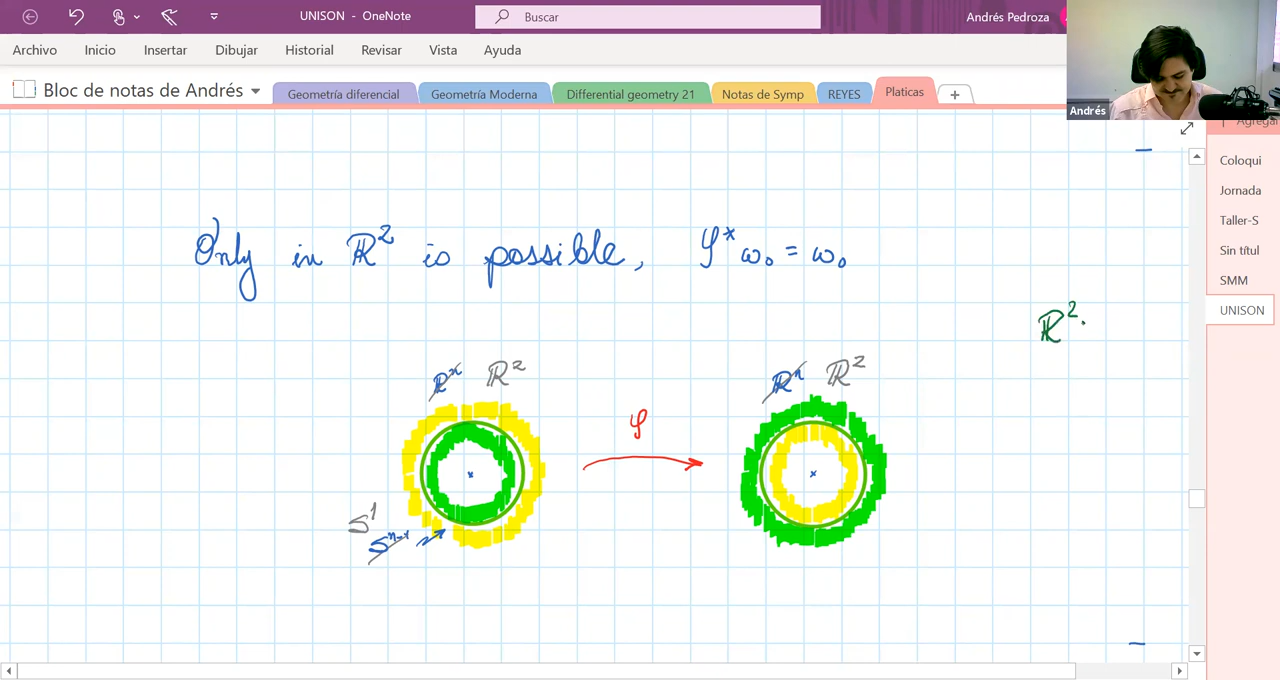 UNISON - OneNote
Buscar
Andrés Pedroza
Archivo Inicio Insertar Dibujar Historial Revisar Vista Ayuda
Bloc de notas de Andrés
Geometía diferencial
Geometría Moderna
Differential geometry 21
Notas de Symp
REYES
Platicas
Andrés
Agregar
Coloqui
Jornada
Taller-S
Sin títul
SMM
UNISON
Only in ℝ² is possible, φ*ω₀ = ω₀
ℝ².
ℝⁿ ℝ²
ℝⁿ ℝ²
φ
S¹
Sⁿ⁻¹